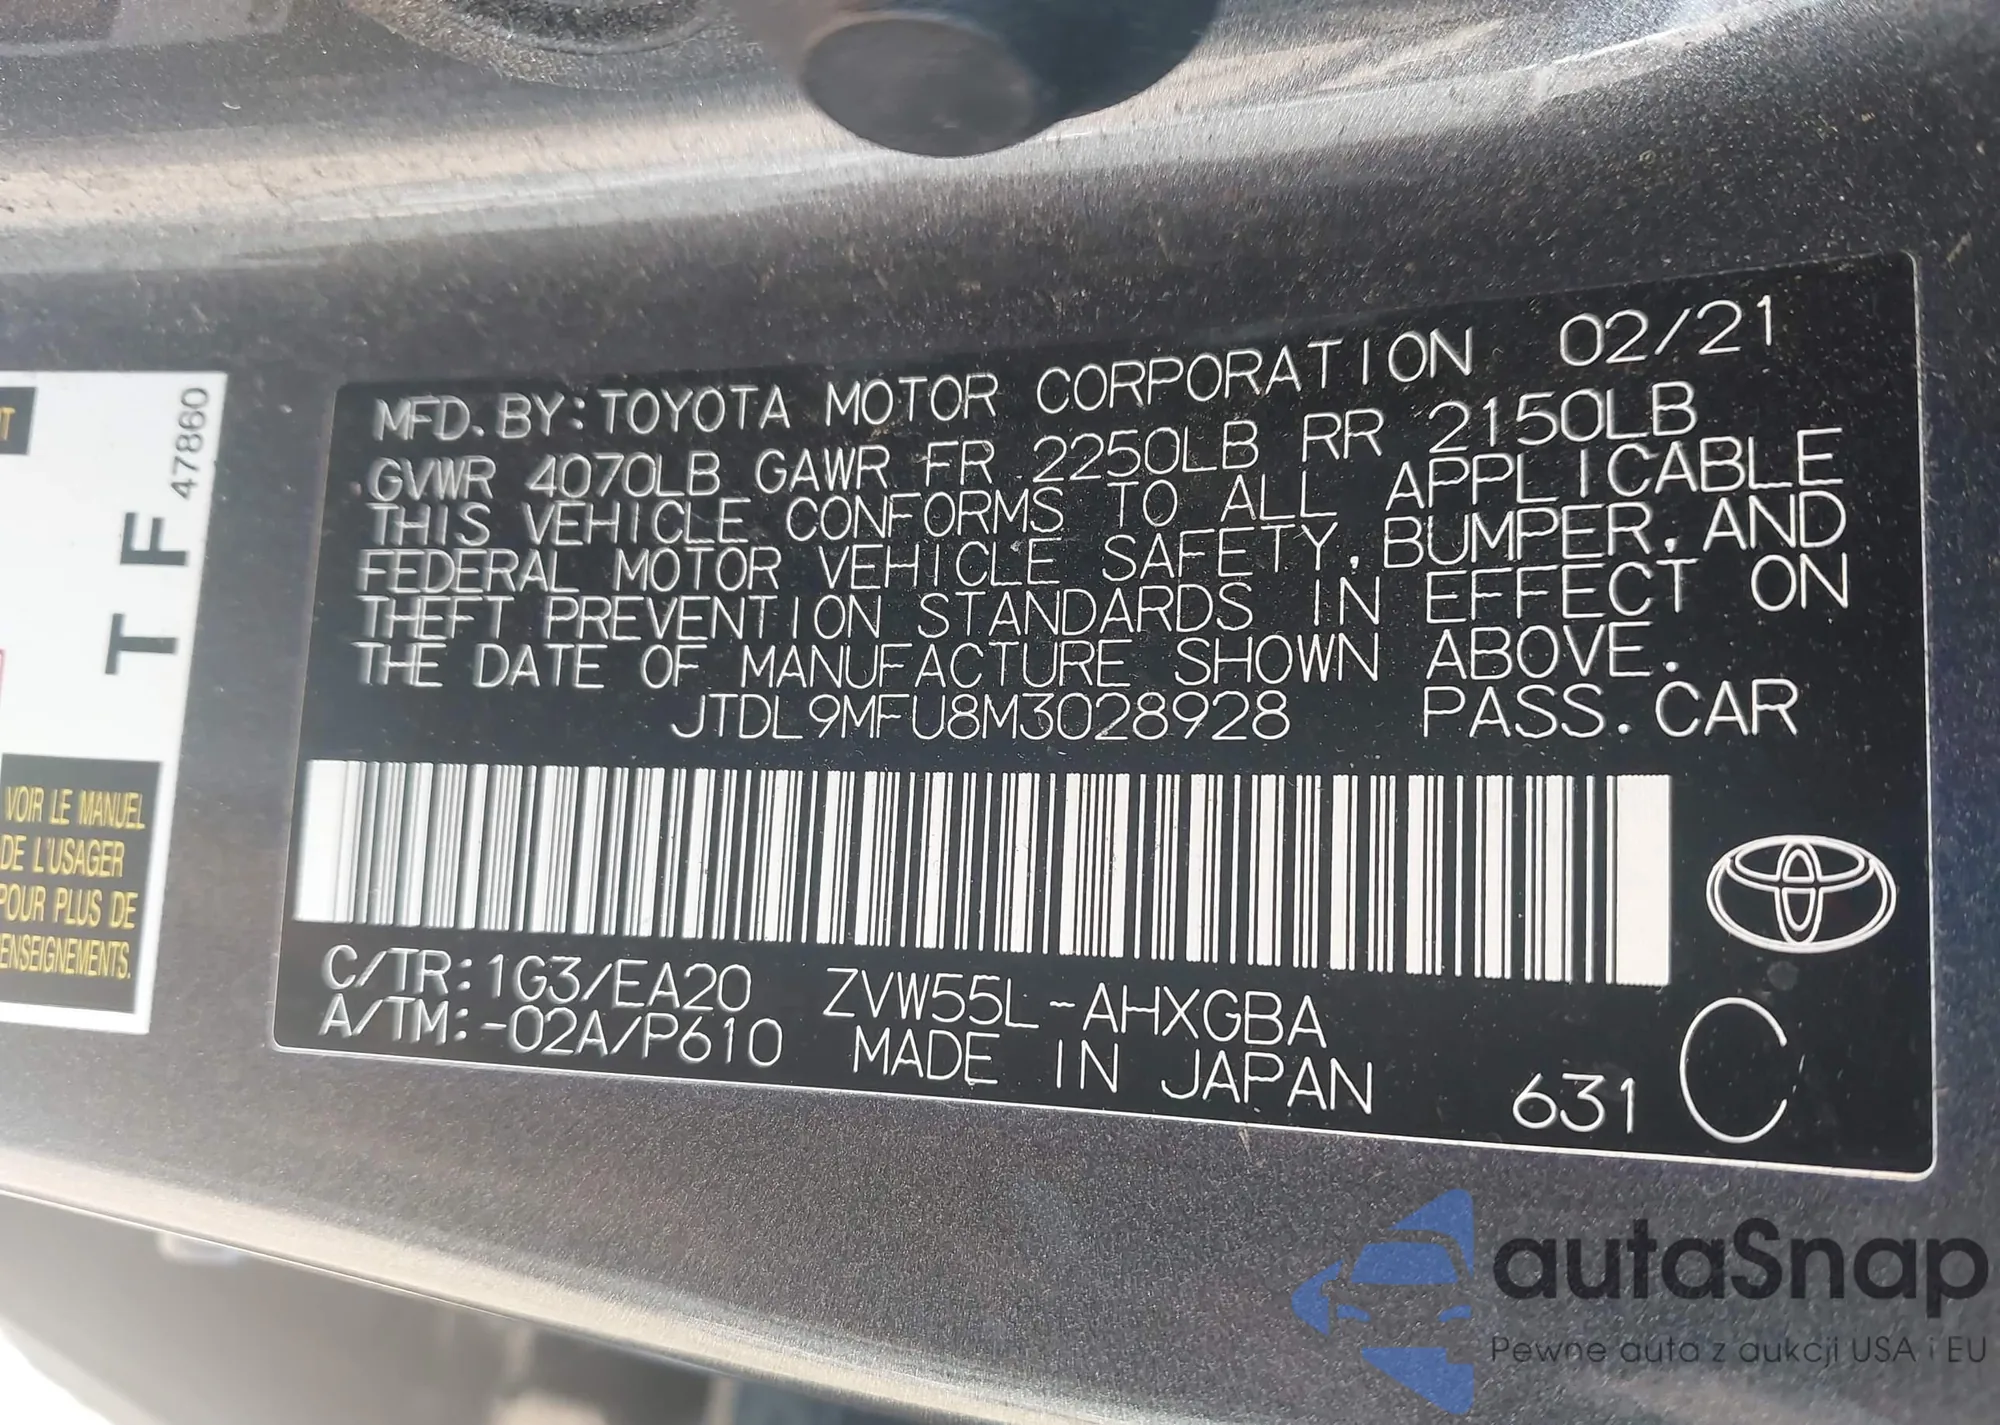 MFD. BY: TOYOTA MOTOR CORPORATION 02/21
GVWR 4070LB GAWR FR 2250LB RR 2150LB
THIS VEHICLE CONFORMS TO ALL APPLICABLE
FEDERAL MOTOR VEHICLE SAFETY, BUMPER, AND
THEFT PREVENTION STANDARDS IN EFFECT ON
THE DATE OF MANUFACTURE SHOWN ABOVE.
JTDL9MFU8M3028928 PASS. CAR
C/TR: 1G3/EA20 ZVW55L-AHXGBA
A/TM: -02A/P610 MADE IN JAPAN
631 C
47860
T F
VOIR LE MANUEL
DE L'USAGER
POUR PLUS DE
autaSnap
Pewne auta z aukcji USA i EU